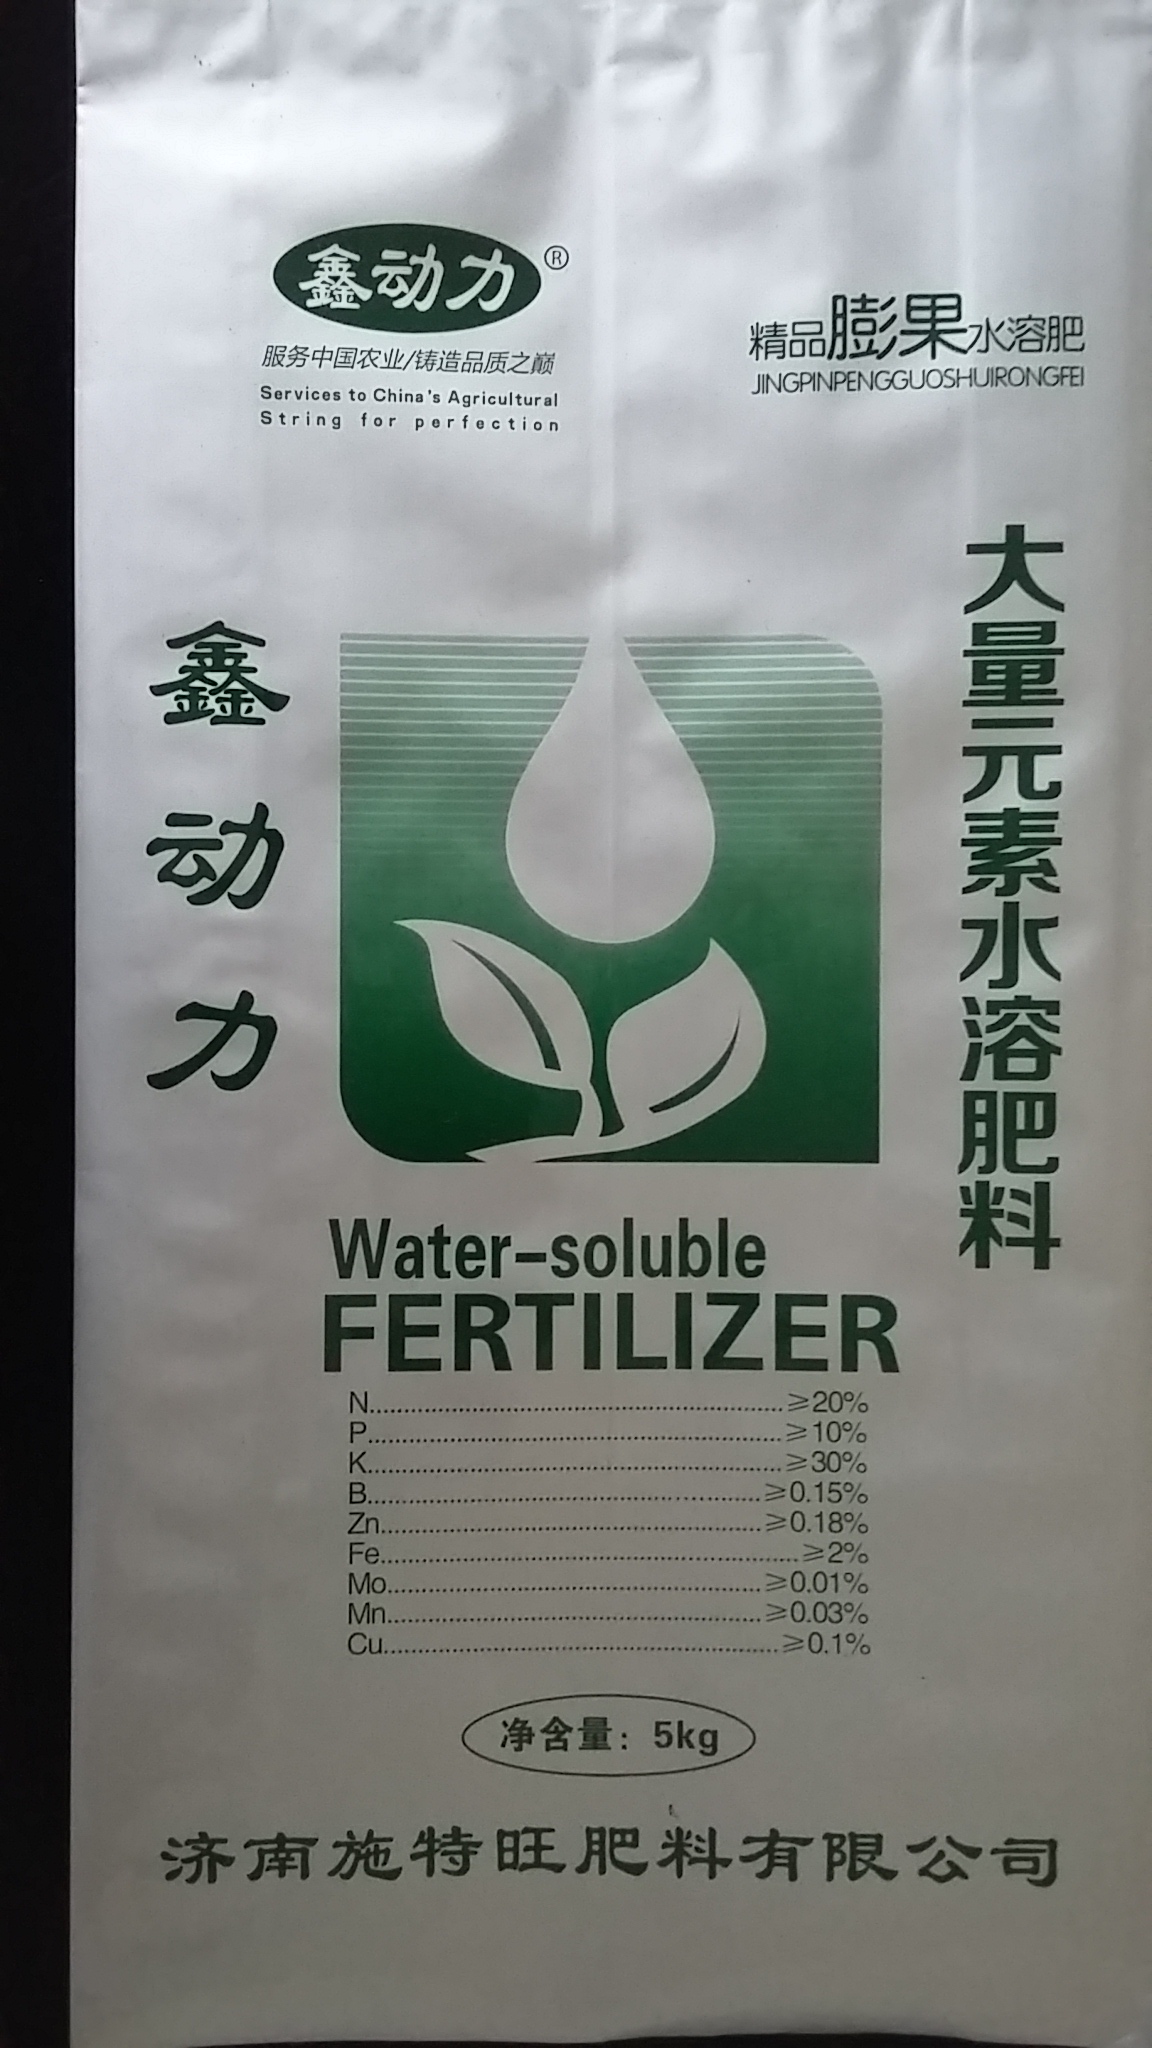 鑫动力®
服务中国农业/铸造品质之巅
Services to China's Agricultural
String for perfection
精品膨果水溶肥
JINGPINPENGGUOSHUIRONGFEI
鑫动力
大量元素水溶肥料
Water-soluble
FERTILIZER
N......≥20%
P......≥10%
K......≥30%
B......≥0.15%
Zn......≥0.18%
Fe......≥2%
Mo......≥0.01%
Mn......≥0.03%
Cu......≥0.1%
净含量：5kg
济南施特旺肥料有限公司